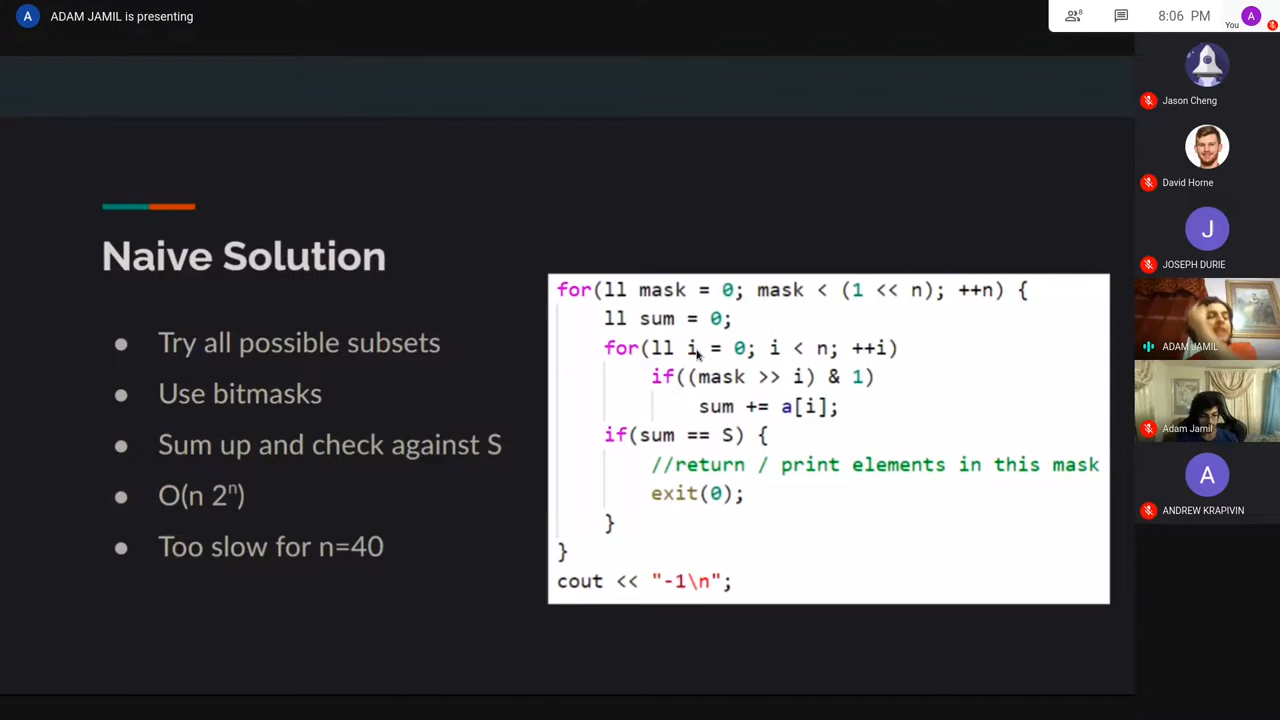 A ADAM JAMIL is presenting
8 8:06 PM You A
Naive Solution
● Try all possible subsets
● Use bitmasks
● Sum up and check against S
● O(n 2ⁿ)
● Too slow for n=40
for(ll mask = 0; mask < (1 << n); ++n) {
ll sum = 0;
for(ll i = 0; i < n; ++i)
if((mask >> i) & 1)
sum += a[i];
if(sum == S) {
//return / print elements in this mask
exit(0);
}
}
cout << "-1\n";
Jason Cheng
David Horne
J
JOSEPH DURIE
ADAM JAMIL
Adam Jamil
A
ANDREW KRAPIVIN